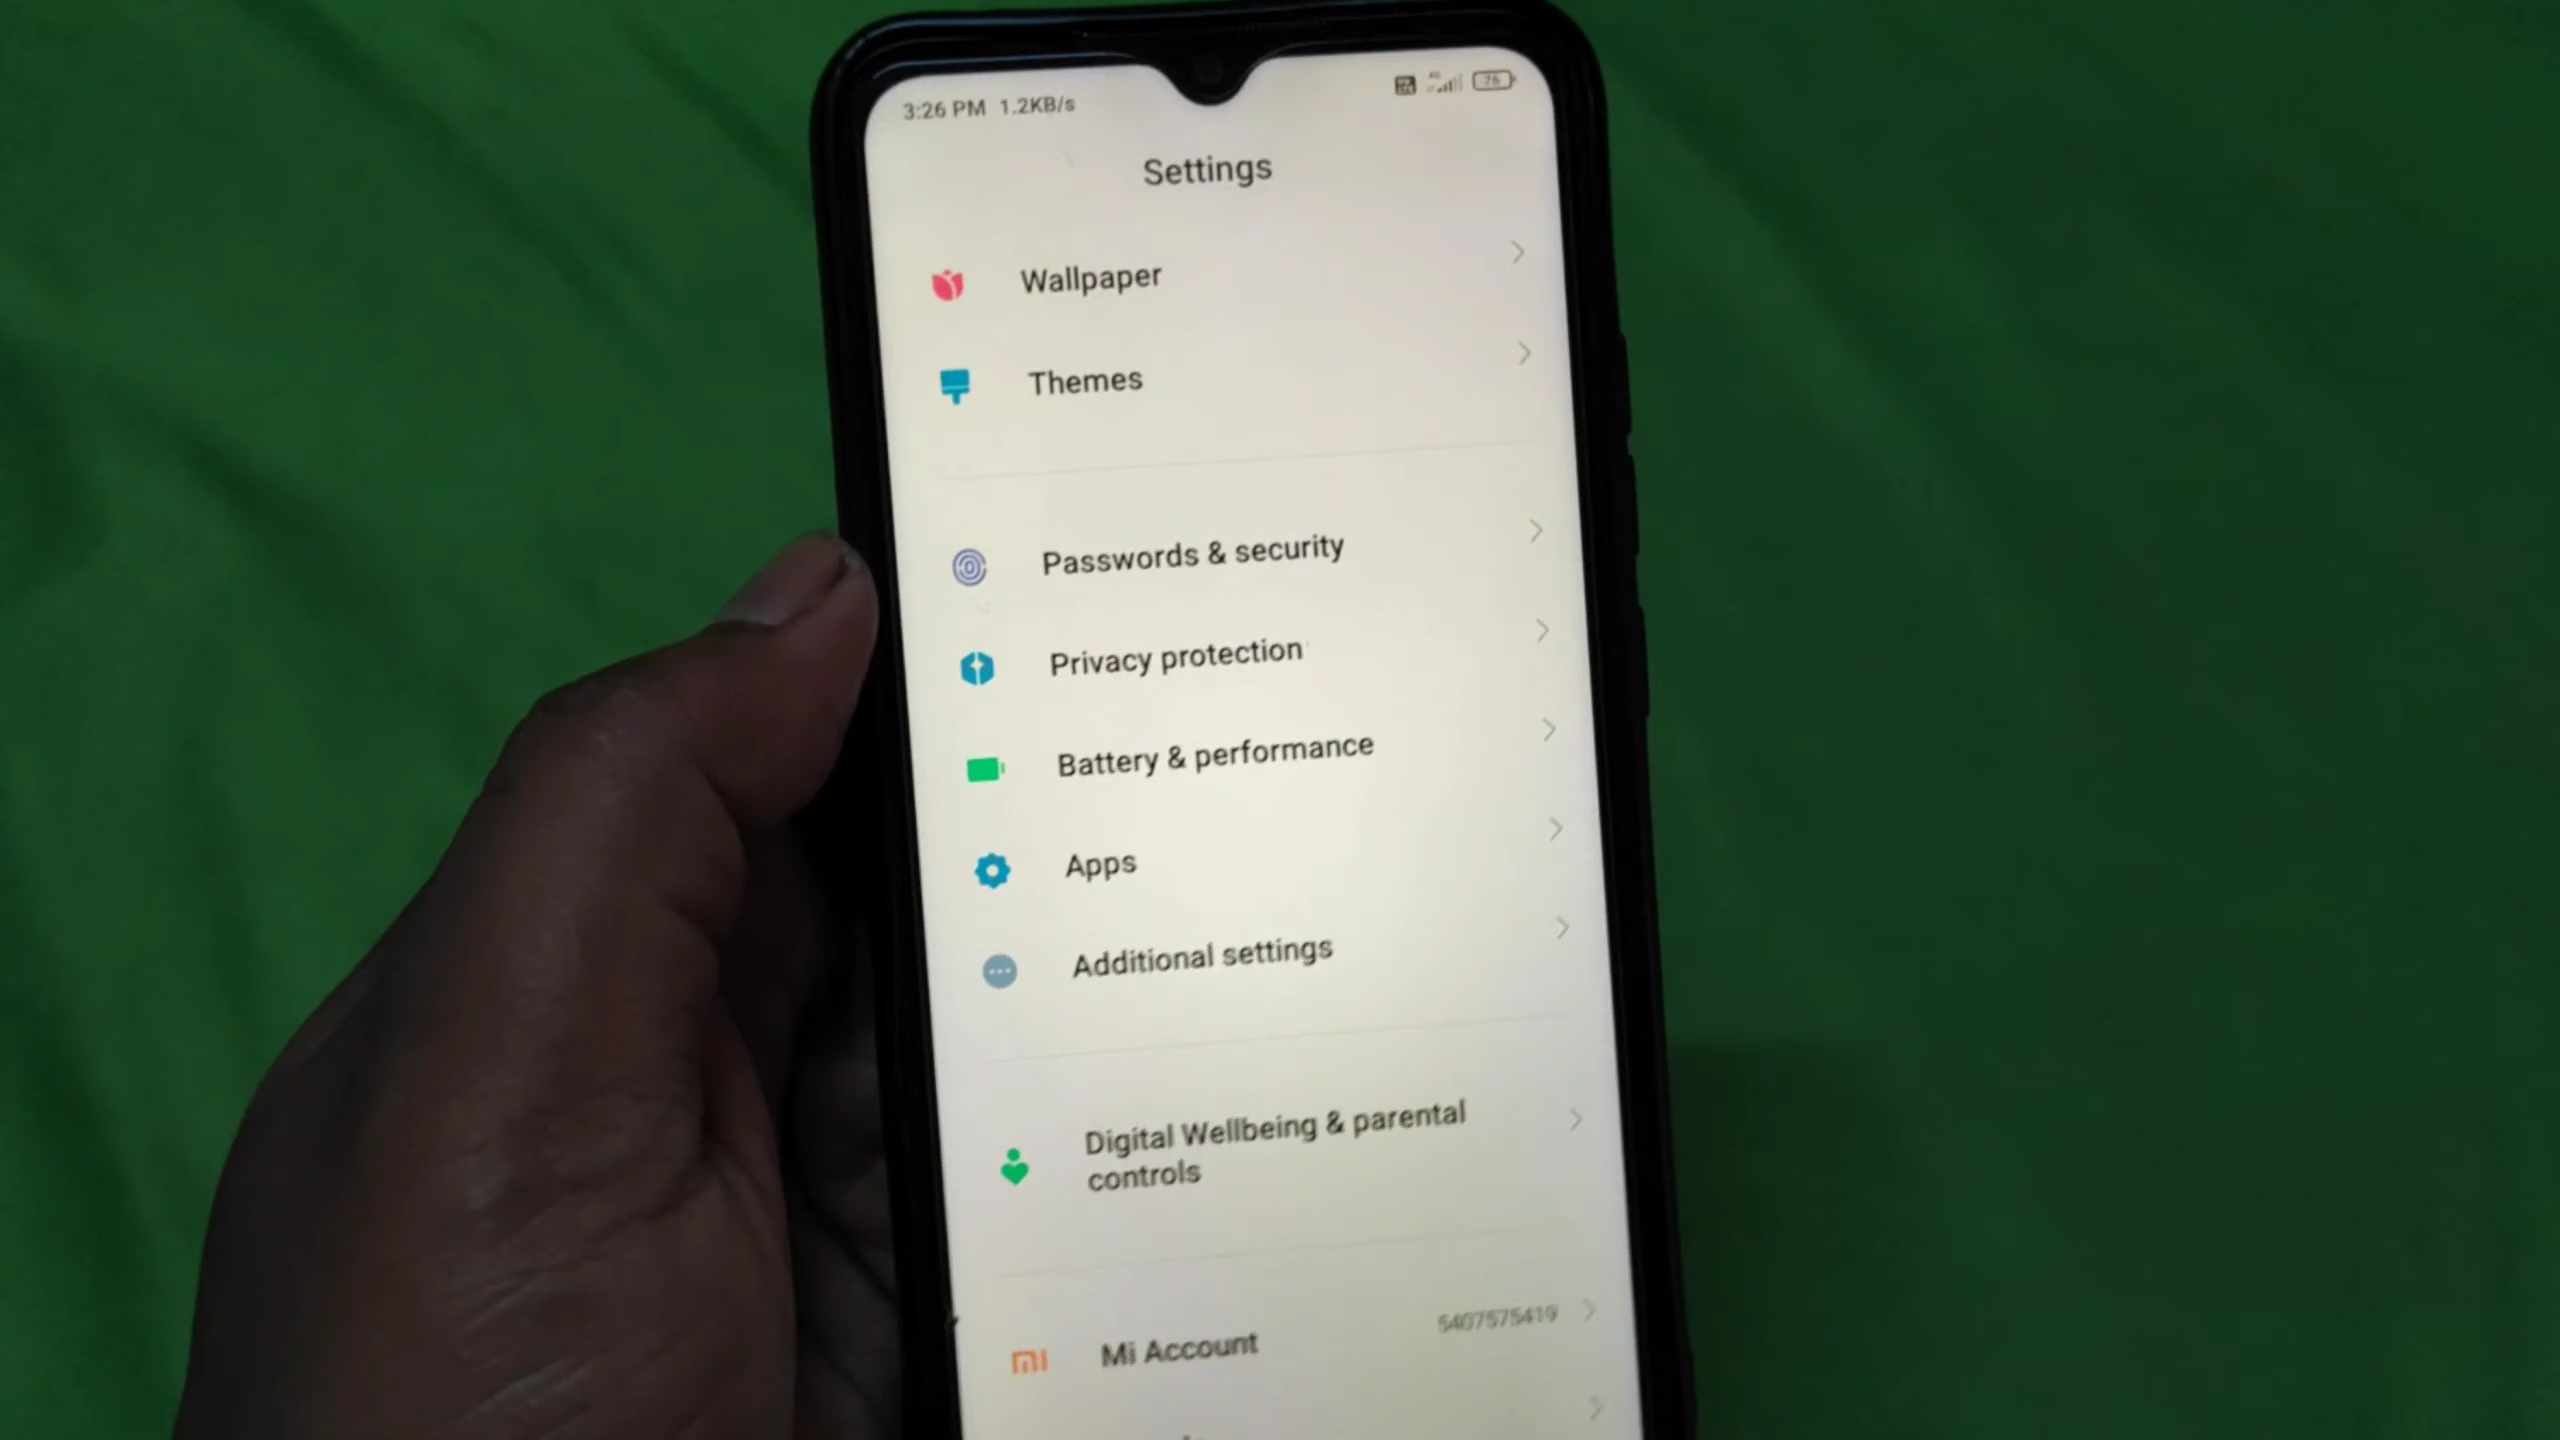 3:26 PM 1.2KB/s 76
Settings
Wallpaper
Themes
Passwords & security
Privacy protection
Battery & performance
Apps
Additional settings
Digital Wellbeing & parental
controls
Mi Account 5407575419